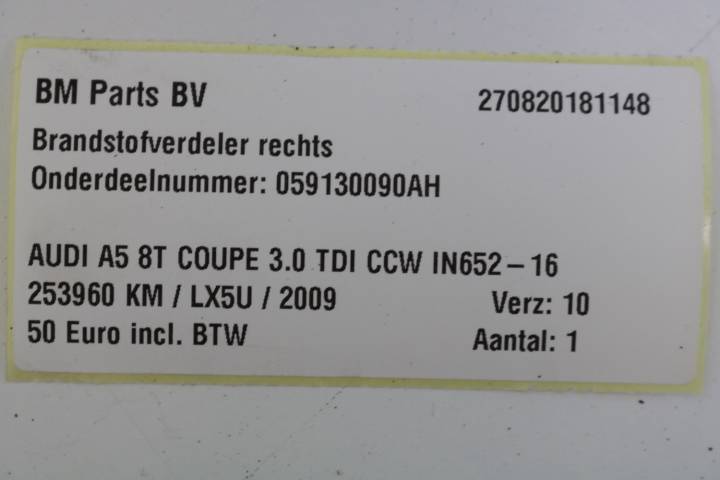 BM Parts BV 270820181148
Brandstofverdeler rechts
Onderdeelnummer: 059130090AH
AUDI A5 8T COUPE 3.0 TDI CCW IN652-16
253960 KM / LX5U / 2009 Verz: 10
50 Euro incl. BTW Aantal: 1